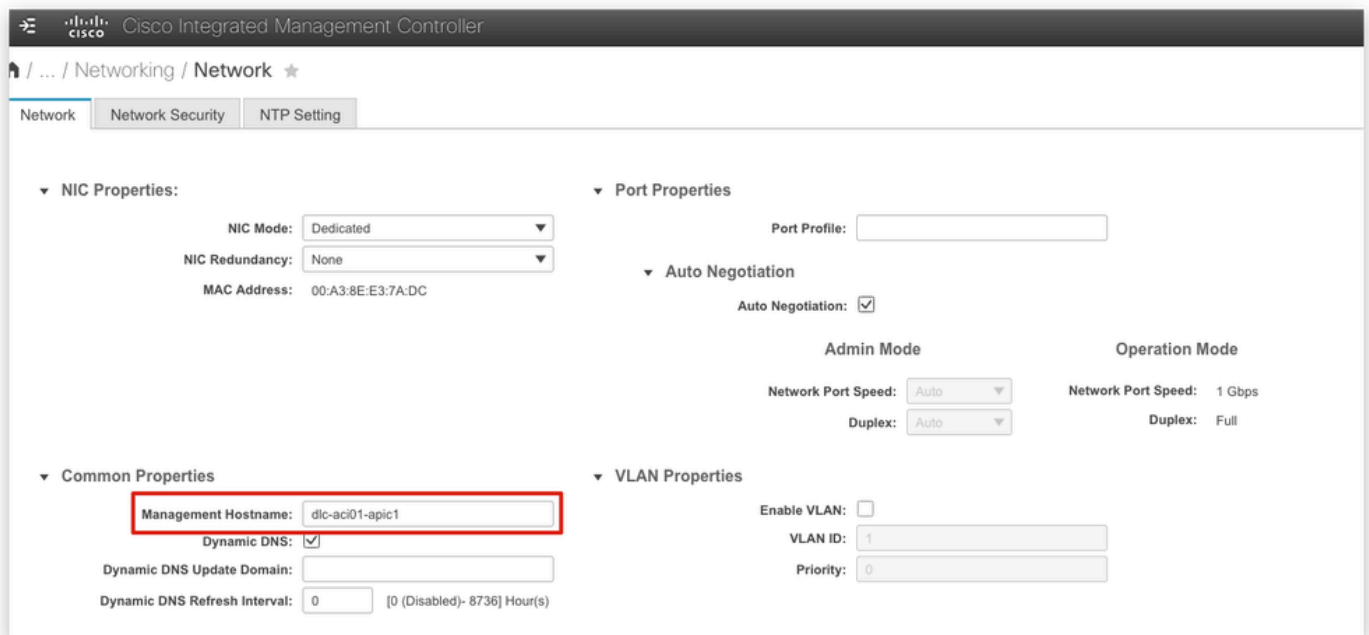 cisco Cisco Integrated Management Controller
/ ... / Networking / Network
Network Network Security NTP Setting
NIC Properties:
NIC Mode: Dedicated
NIC Redundancy: None
MAC Address: 00:A3:8E:E3:7A:DC
Port Properties
Port Profile:
Auto Negotiation
Auto Negotiation:
Admin Mode Operation Mode
Network Port Speed: Auto Network Port Speed: 1 Gbps
Duplex: Auto Duplex: Full
Common Properties
Management Hostname: dlc-aci01-apic1
Dynamic DNS:
Dynamic DNS Update Domain:
Dynamic DNS Refresh Interval: 0 [0 (Disabled)- 8736] Hour(s)
VLAN Properties
Enable VLAN:
VLAN ID: 1
Priority: 0